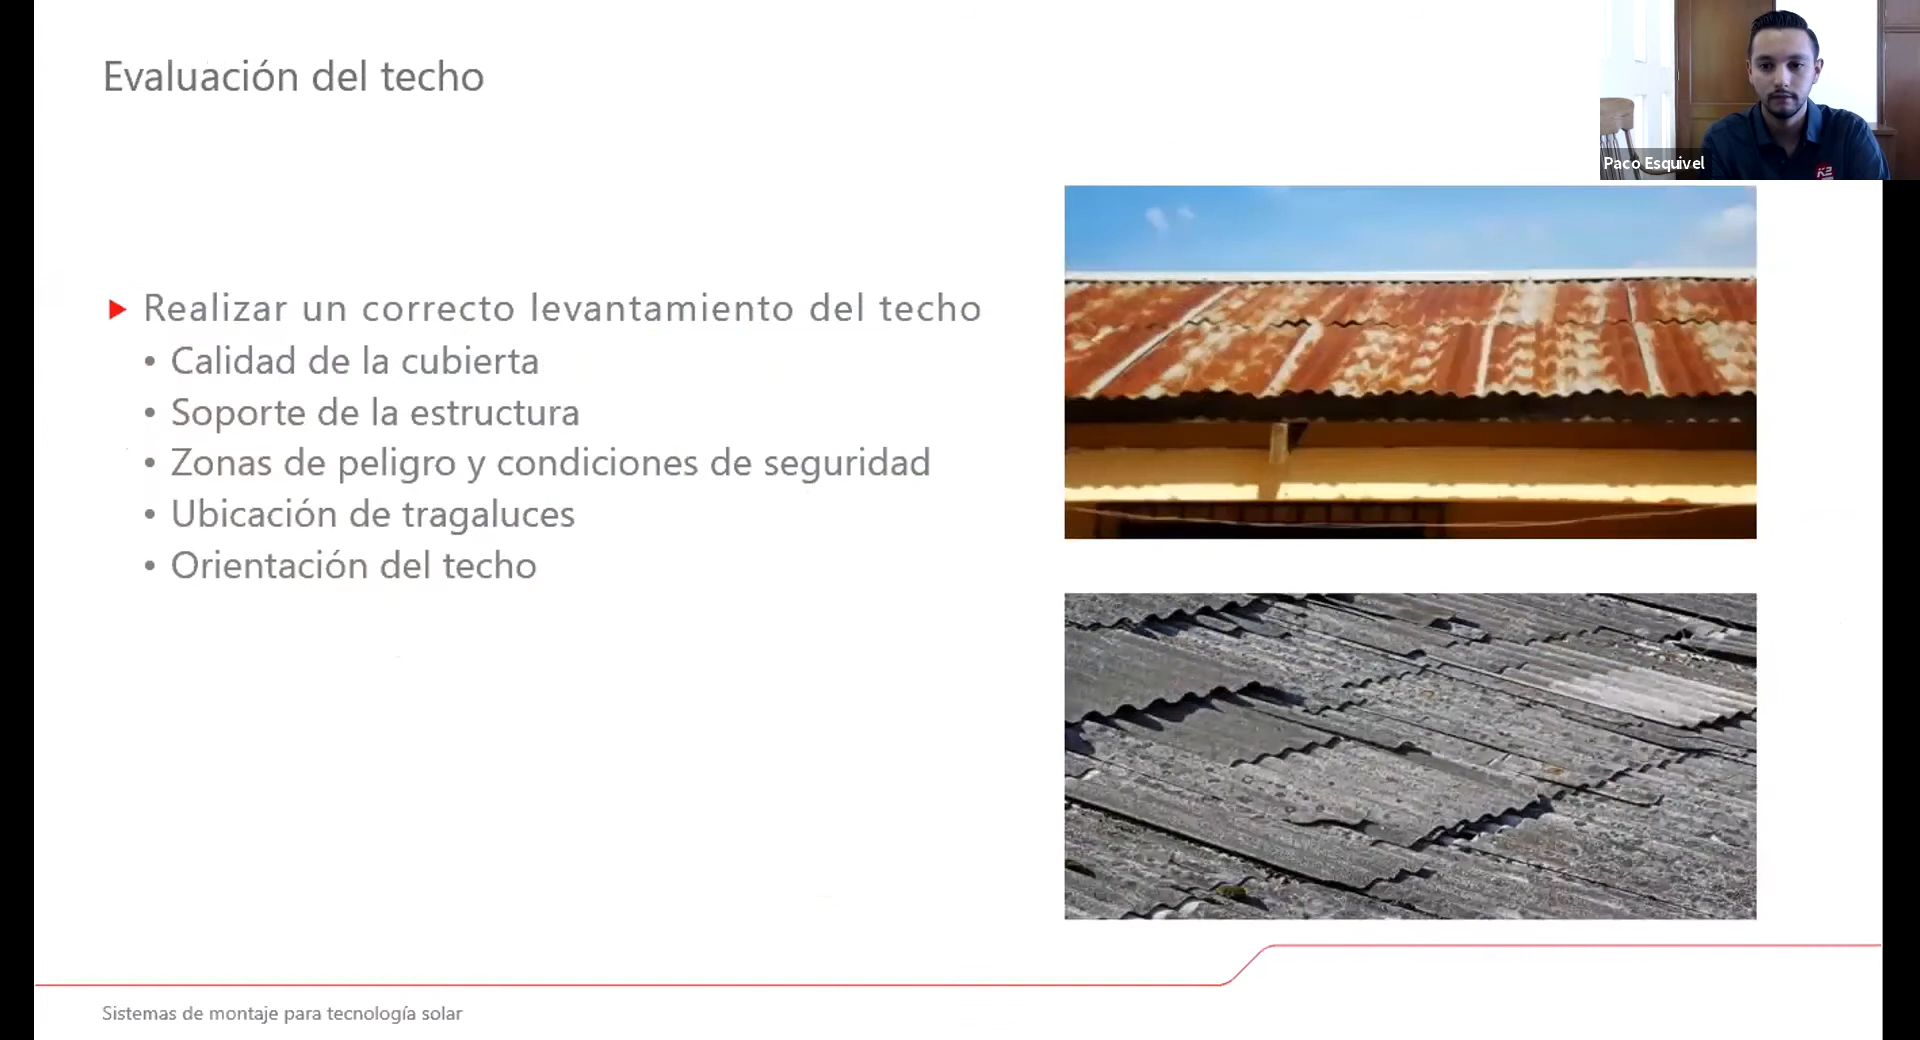 Evaluación del techo
Paco Esquivel
Realizar un correcto levantamiento del techo
• Calidad de la cubierta
• Soporte de la estructura
• Zonas de peligro y condiciones de seguridad
• Ubicación de tragaluces
• Orientación del techo
Sistemas de montaje para tecnología solar